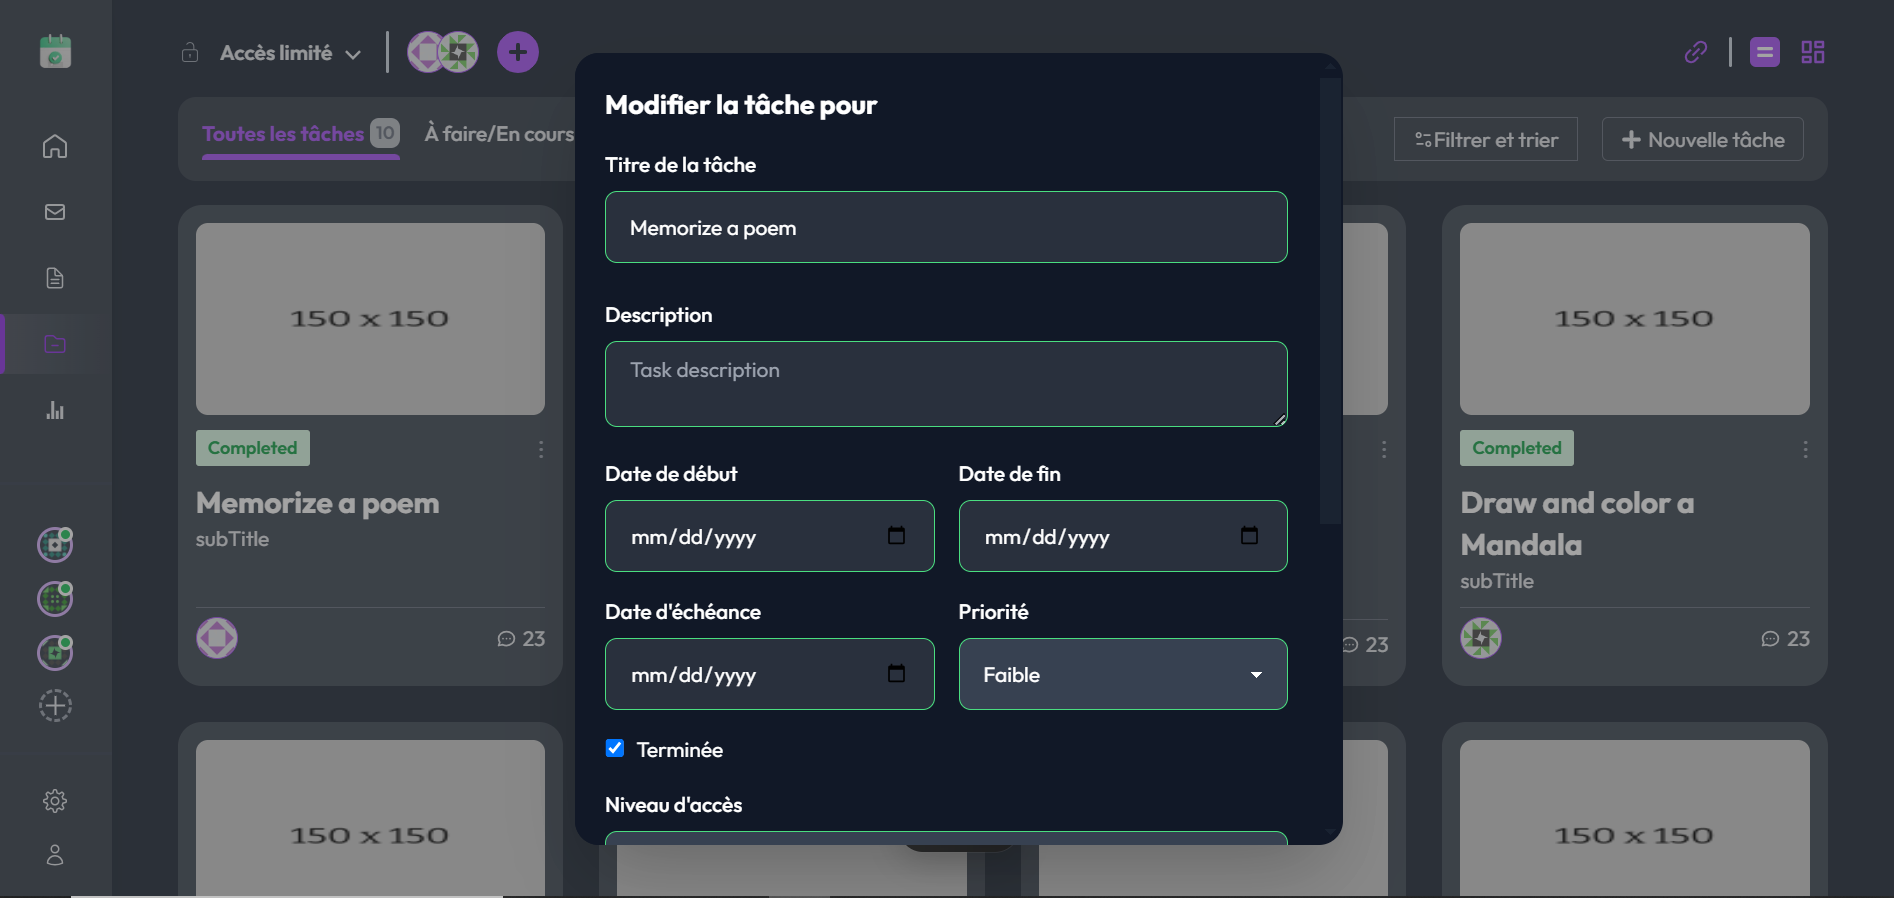 Accès limité
Toutes les tâches 10
À faire/En cours
Filtrer et trier
Nouvelle tâche
Modifier la tâche pour
Titre de la tâche
Memorize a poem
Description
Task description
Date de début
Date de fin
mm/dd/yyyy
mm/dd/yyyy
Date d'échéance
Priorité
mm/dd/yyyy
Faible
Terminée
Niveau d'accès
150 x 150
Completed
Memorize a poem
subTitle
23
23
150 x 150
Completed
Draw and color a
Mandala
subTitle
23
150 x 150
150 x 150